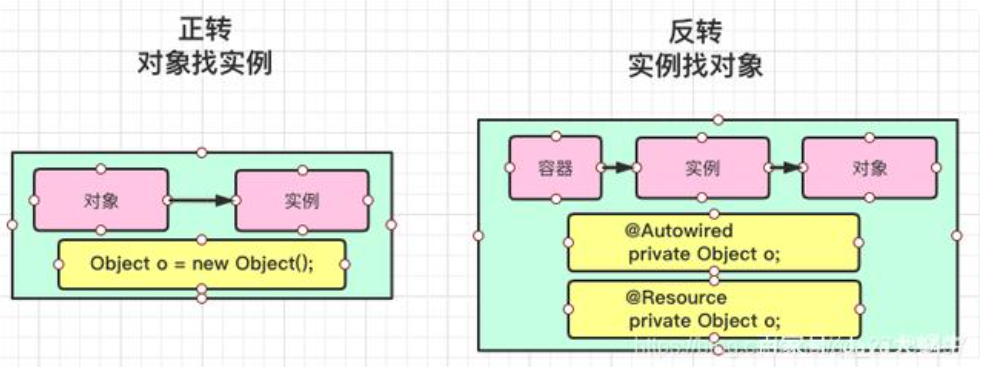 正转
对象找实例
对象
实例
Object o = new Object();
反转
实例找对象
容器
实例
对象
@Autowired
private Object o;
@Resource
private Object o;